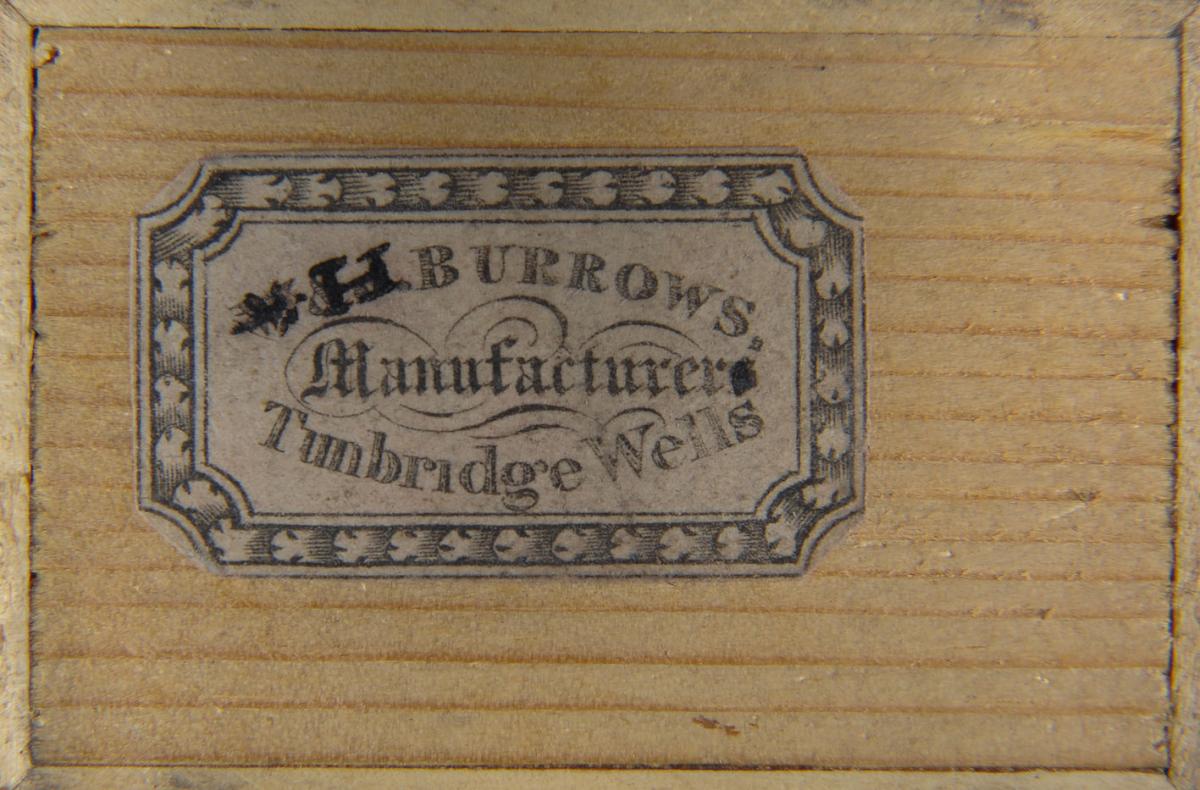 H BURROWS.
Manufacturer
Tunbridge Wells